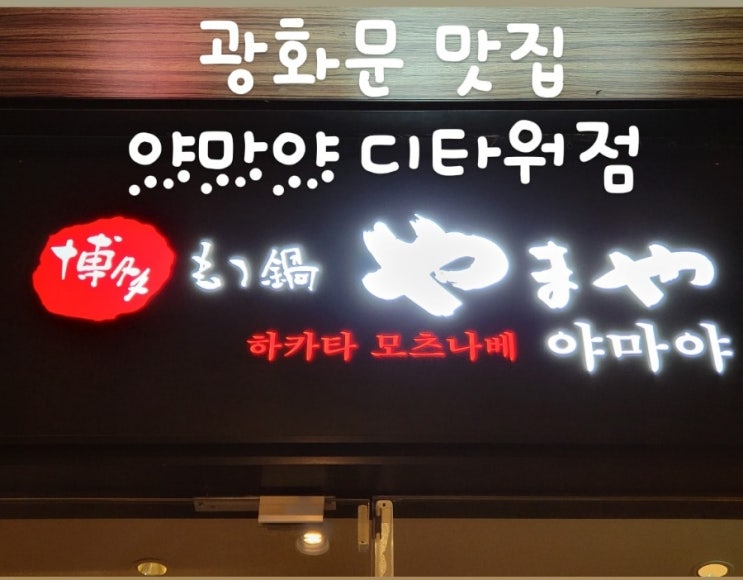 광화문 맛집
야마야 디타워점
博多 もつ鍋 やまや
하카타 모츠나베 야마야